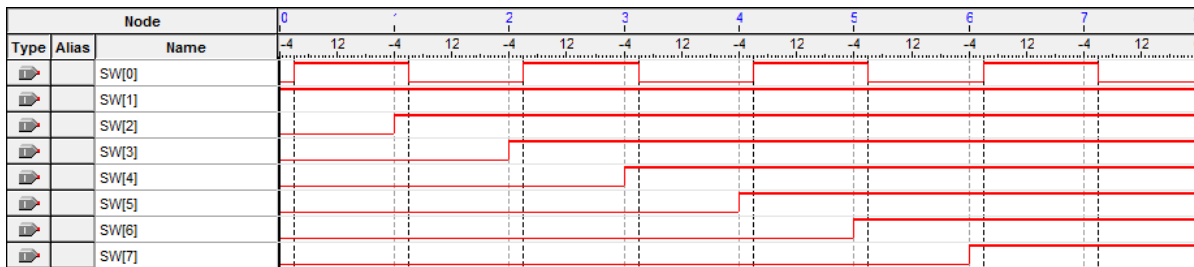 Node 0 1 2 3 4 5 6 7
Type Alias Name -4 12 -4 12 -4 12 -4 12 -4 12 -4 12 -4 12 -4 12
SW[0]
SW[1]
SW[2]
SW[3]
SW[4]
SW[5]
SW[6]
SW[7]